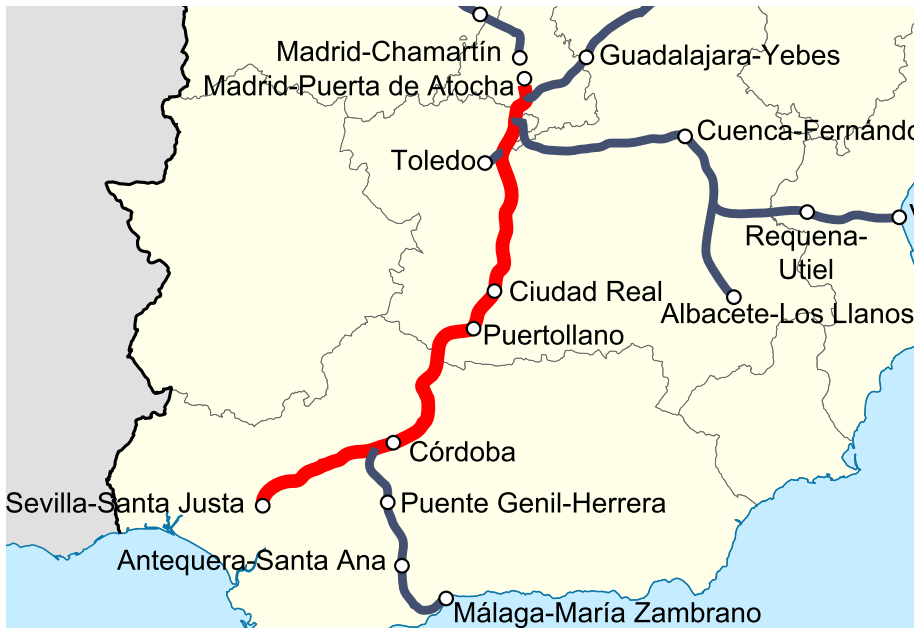 Madrid-Chamartín
Guadalajara-Yebes
Madrid-Puerta de Atocha
Cuenca-Fernándo
Toledo
Requena-
Utiel
Ciudad Real
Albacete-Los Llanos
Puertollano
Córdoba
Sevilla-Santa Justa
Puente Genil-Herrera
Antequera-Santa Ana
Málaga-María Zambrano